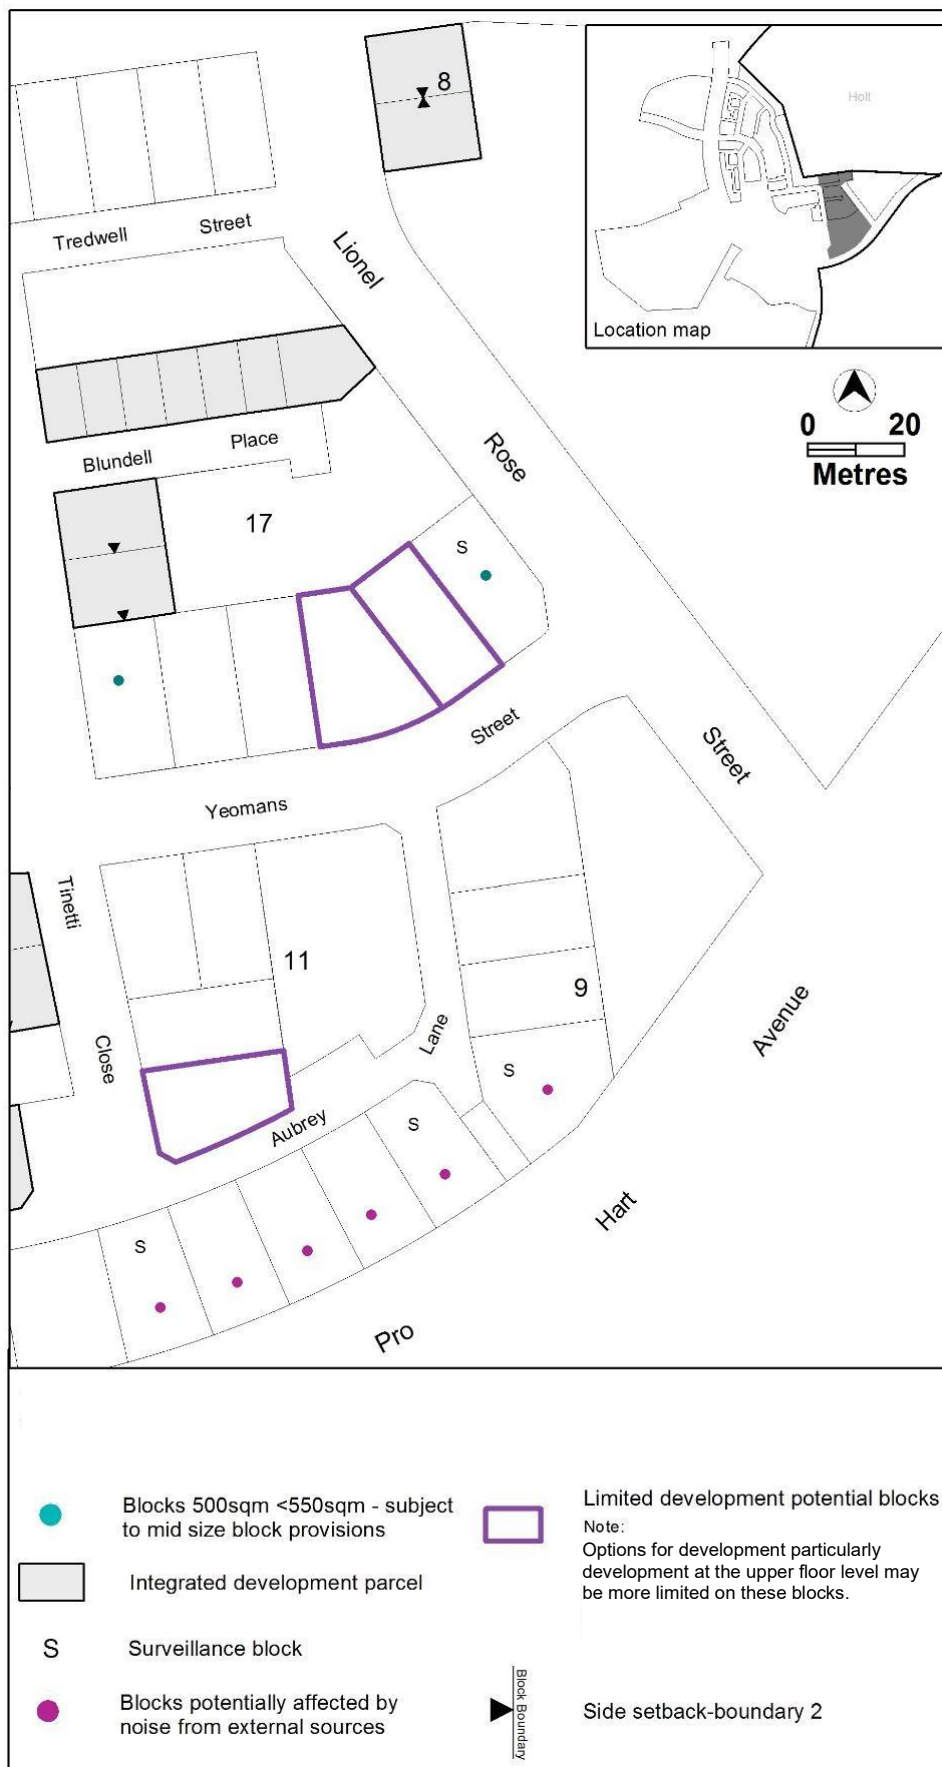 8
Holt
Location map
Tredwell Street
Lionel
Rose
Street
0 20
Metres
Blundell Place
17
S
Yeomans Street
Tinetti
Close
11
9
Lane
Aubrey
S
S
S
Avenue
Hart
Pro
Blocks 500sqm <550sqm - subject
to mid size block provisions
Integrated development parcel
S Surveillance block
Blocks potentially affected by
noise from external sources
Limited development potential blocks
Note:
Options for development particularly
development at the upper floor level may
be more limited on these blocks.
Block Boundary
Side setback-boundary 2